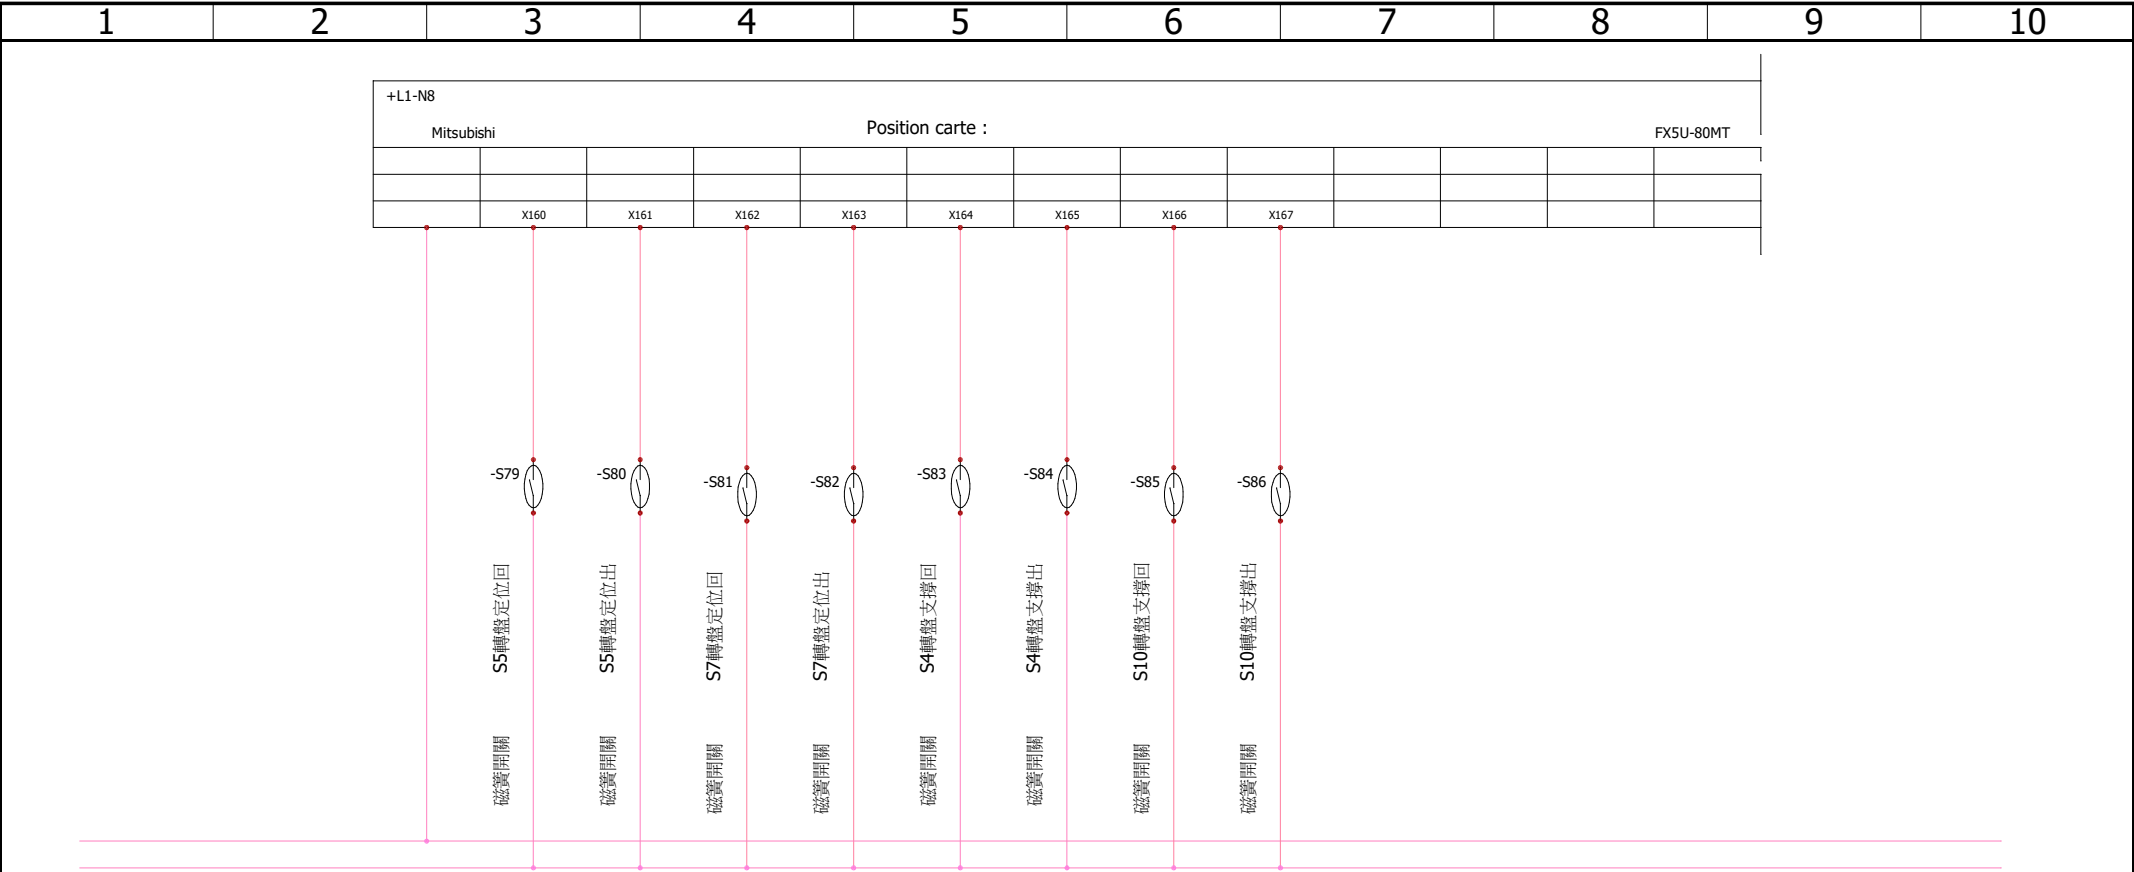 1 2 3 4 5 6 7 8 9 10
+L1-N8
Mitsubishi Position carte : FX5U-80MT
X160 X161 X162 X163 X164 X165 X166 X167
-S79 -S80 -S81 -S82 -S83 -S84 -S85 -S86
磁簧開關 S5轉盤定位回
磁簧開關 S5轉盤定位出
磁簧開關 S7轉盤定位回
磁簧開關 S7轉盤定位出
磁簧開關 S4轉盤支撐回
磁簧開關 S4轉盤支撐出
磁簧開關 S10轉盤支撐回
磁簧開關 S10轉盤支撐出